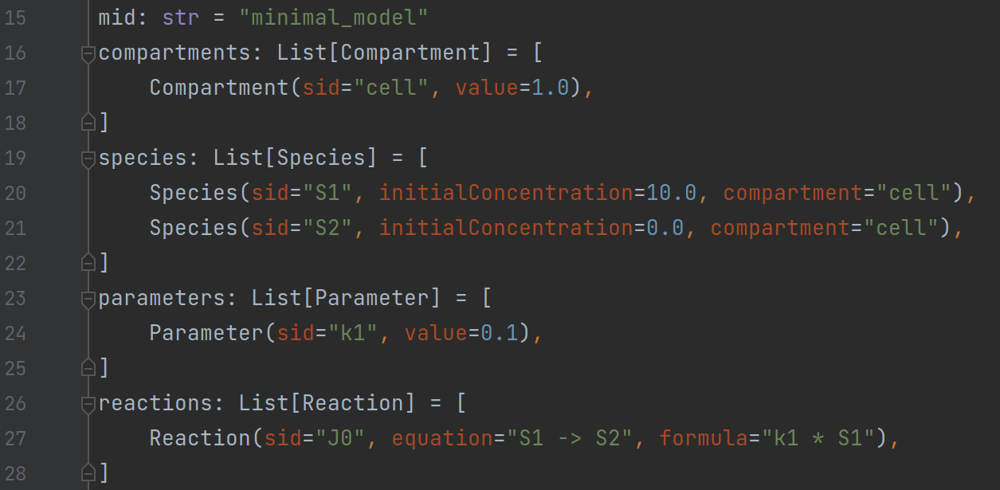 15 mid: str = "minimal_model"
16 compartments: List[Compartment] = [
17     Compartment(sid="cell", value=1.0),
18 ]
19 species: List[Species] = [
20     Species(sid="S1", initialConcentration=10.0, compartment="cell"),
21     Species(sid="S2", initialConcentration=0.0, compartment="cell"),
22 ]
23 parameters: List[Parameter] = [
24     Parameter(sid="k1", value=0.1),
25 ]
26 reactions: List[Reaction] = [
27     Reaction(sid="J0", equation="S1 -> S2", formula="k1 * S1"),
28 ]